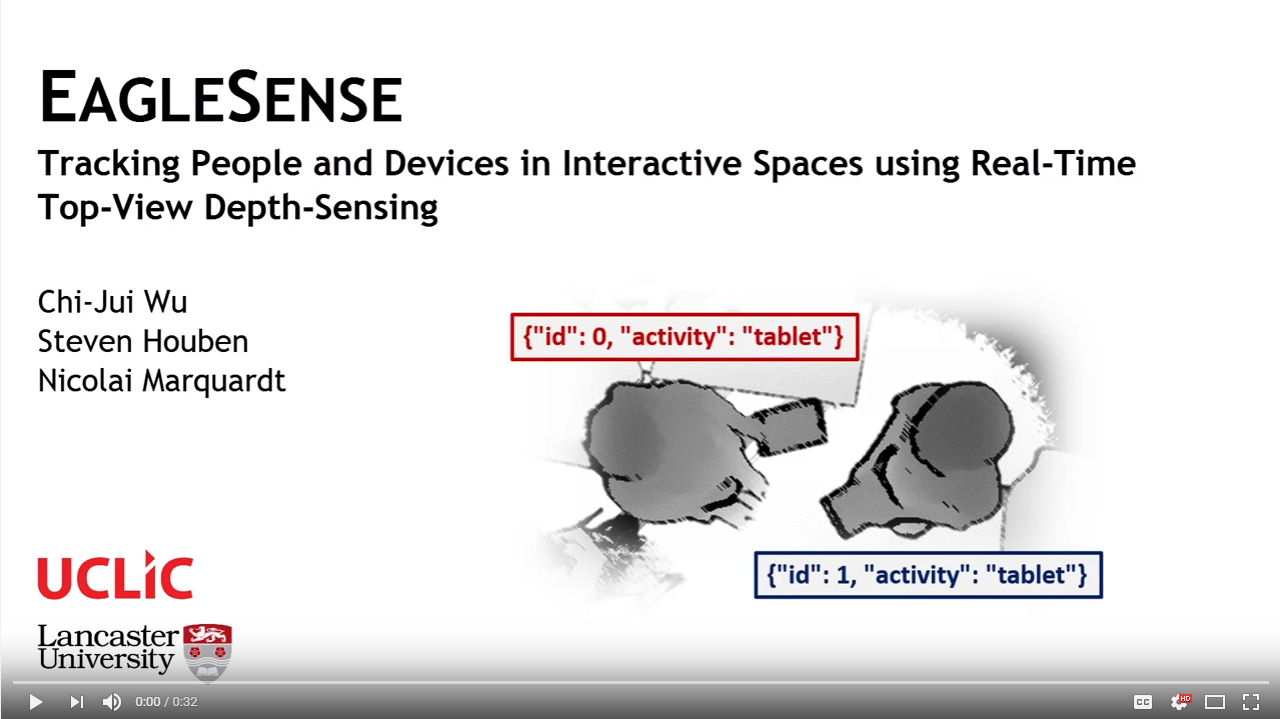 EAGLESENSE
Tracking People and Devices in Interactive Spaces using Real-Time
Top-View Depth-Sensing
Chi-Jui Wu
Steven Houben
Nicolai Marquardt
{"id": 0, "activity": "tablet"}
{"id": 1, "activity": "tablet"}
UCLIC
Lancaster
University
0:00 / 0:32
CC
HD